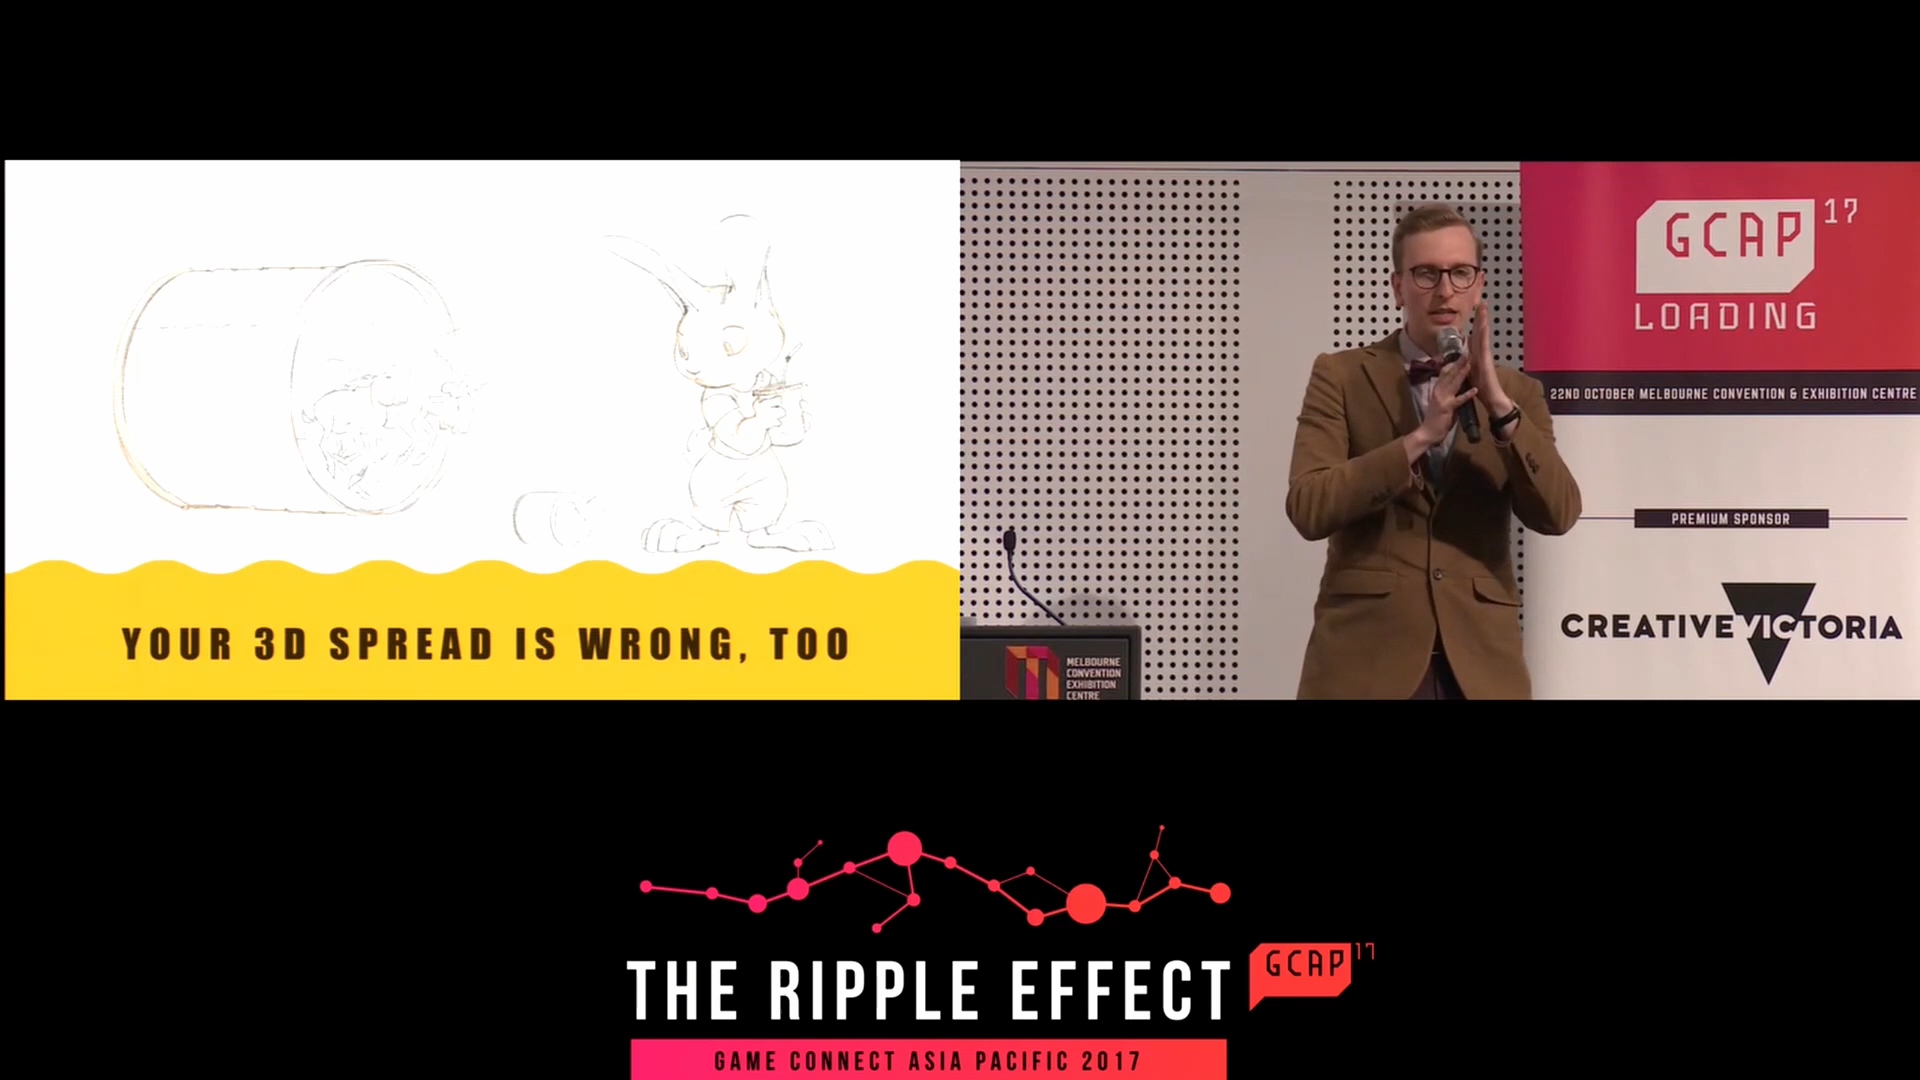 YOUR 3D SPREAD IS WRONG, TOO
GCAP 17
LOADING
22ND OCTOBER MELBOURNE CONVENTION & EXHIBITION CENTRE
PREMIUM SPONSOR
CREATIVE VICTORIA
MELBOURNE
CONVENTION
EXHIBITION
CENTRE
THE RIPPLE EFFECT
GCAP 17
GAME CONNECT ASIA PACIFIC 2017